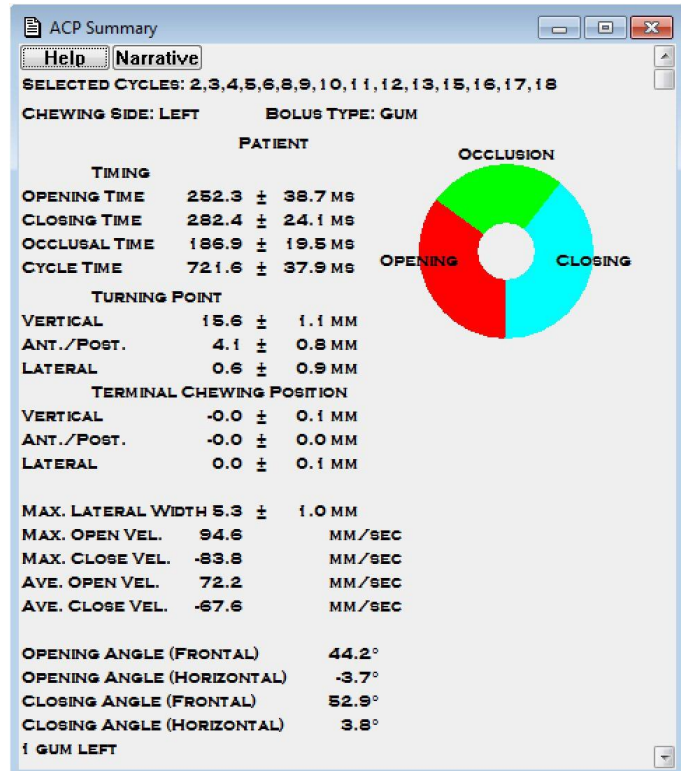 ACP Summary
Help Narrative
SELECTED CYCLES: 2,3,4,5,6,8,9,10,11,12,13,15,16,17,18
CHEWING SIDE: LEFT BOLUS TYPE: GUM
PATIENT
OCCLUSION
TIMING
OPENING TIME 252.3 ± 38.7 MS
CLOSING TIME 282.4 ± 24.1 MS
OCCLUSAL TIME 186.9 ± 19.5 MS
CYCLE TIME 721.6 ± 37.9 MS
OPENING CLOSING
TURNING POINT
VERTICAL 15.6 ± 1.1 MM
ANT./POST. 4.1 ± 0.8 MM
LATERAL 0.6 ± 0.9 MM
TERMINAL CHEWING POSITION
VERTICAL -0.0 ± 0.1 MM
ANT./POST. -0.0 ± 0.0 MM
LATERAL 0.0 ± 0.1 MM
MAX. LATERAL WIDTH 5.3 ± 1.0 MM
MAX. OPEN VEL. 94.6 MM/SEC
MAX. CLOSE VEL. -83.8 MM/SEC
AVE. OPEN VEL. 72.2 MM/SEC
AVE. CLOSE VEL. -67.6 MM/SEC
OPENING ANGLE (FRONTAL) 44.2°
OPENING ANGLE (HORIZONTAL) -3.7°
CLOSING ANGLE (FRONTAL) 52.9°
CLOSING ANGLE (HORIZONTAL) 3.8°
1 GUM LEFT